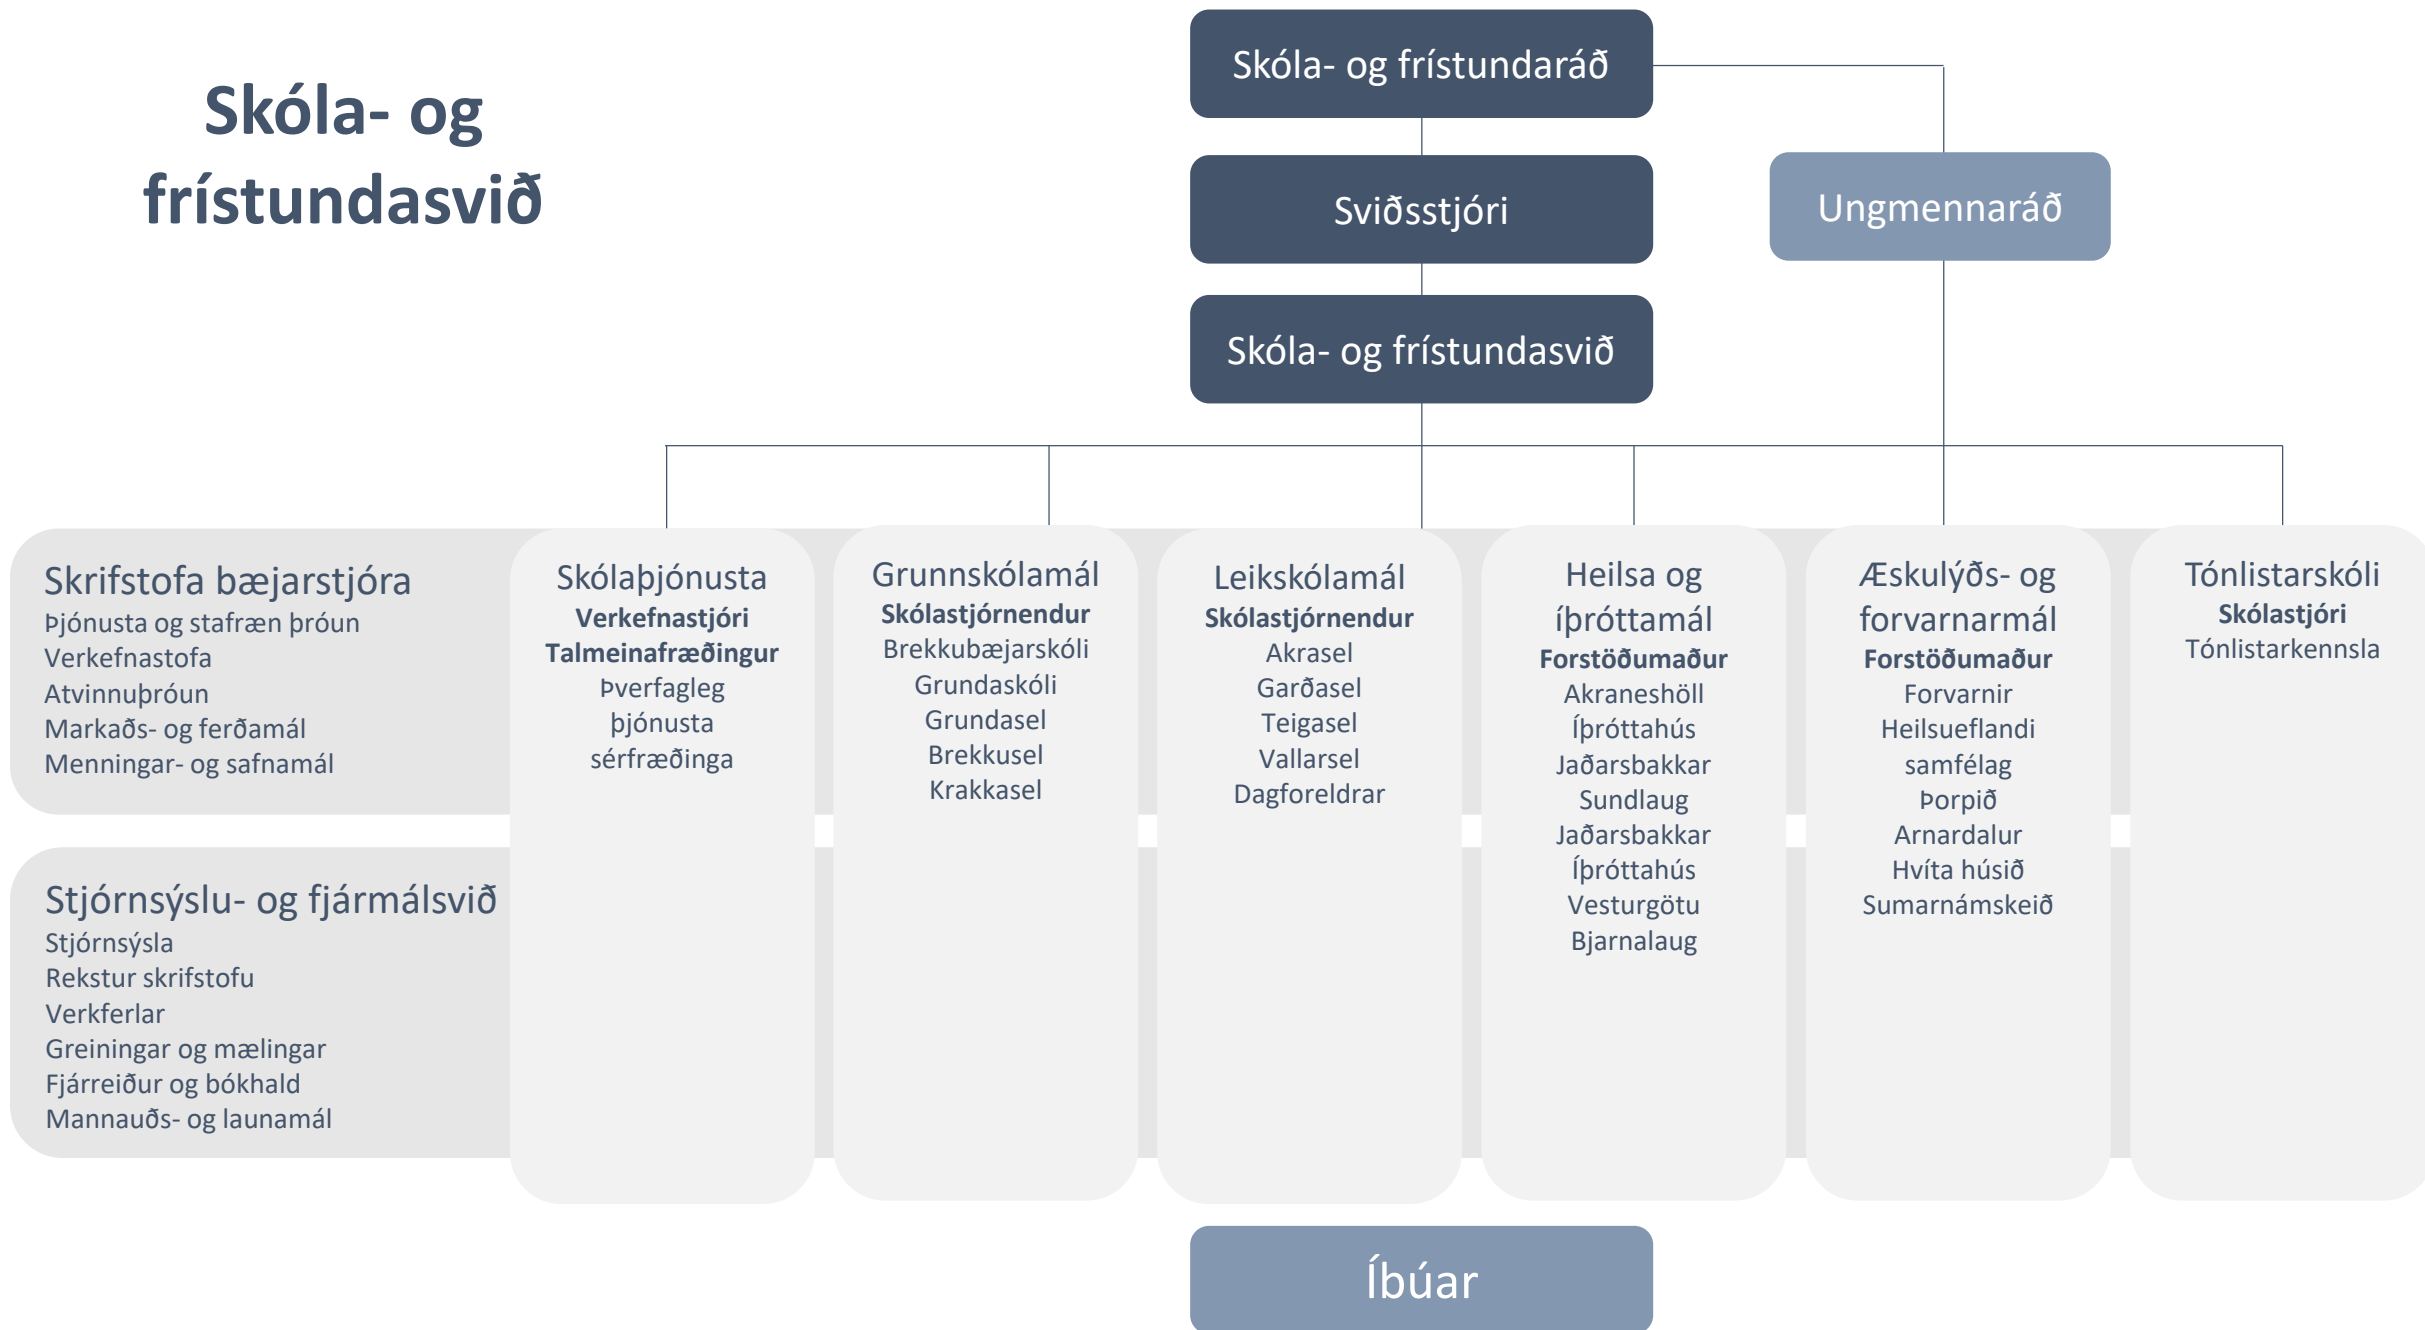 Skóla- og
frístundasvið
Skóla- og frístundaráð
Sviðsstjóri
Ungmennaráð
Skóla- og frístundasvið
Skrifstofa bæjarstjóra
Þjónusta og stafræn þróun
Verkefnastofa
Atvinnuþróun
Markaðs- og ferðamál
Menningar- og safnamál
Stjórnsýslu- og fjármálsvið
Stjórnsýsla
Rekstur skrifstofu
Verkferlar
Greiningar og mælingar
Fjárreiður og bókhald
Mannauðs- og launamál
Skólaþjónusta
Verkefnastjóri
Talmeinafræðingur
Þverfagleg
þjónusta
sérfræðinga
Grunnskólamál
Skólastjórnendur
Brekkubæjarskóli
Grundaskóli
Grundasel
Brekkusel
Krakkasel
Leikskólamál
Skólastjórnendur
Akrasel
Garðasel
Teigasel
Vallarsel
Dagforeldrar
Heilsa og
íþróttamál
Forstöðumaður
Akraneshöll
Íþróttahús
Jaðarsbakkar
Sundlaug
Jaðarsbakkar
Íþróttahús
Vesturgötu
Bjarnalaug
Æskulýðs- og
forvarnarmál
Forstöðumaður
Forvarnir
Heilsueflandi
samfélag
Þorpið
Arnardalur
Hvíta húsið
Sumarnámskeið
Tónlistarskóli
Skólastjóri
Tónlistarkennsla
Íbúar